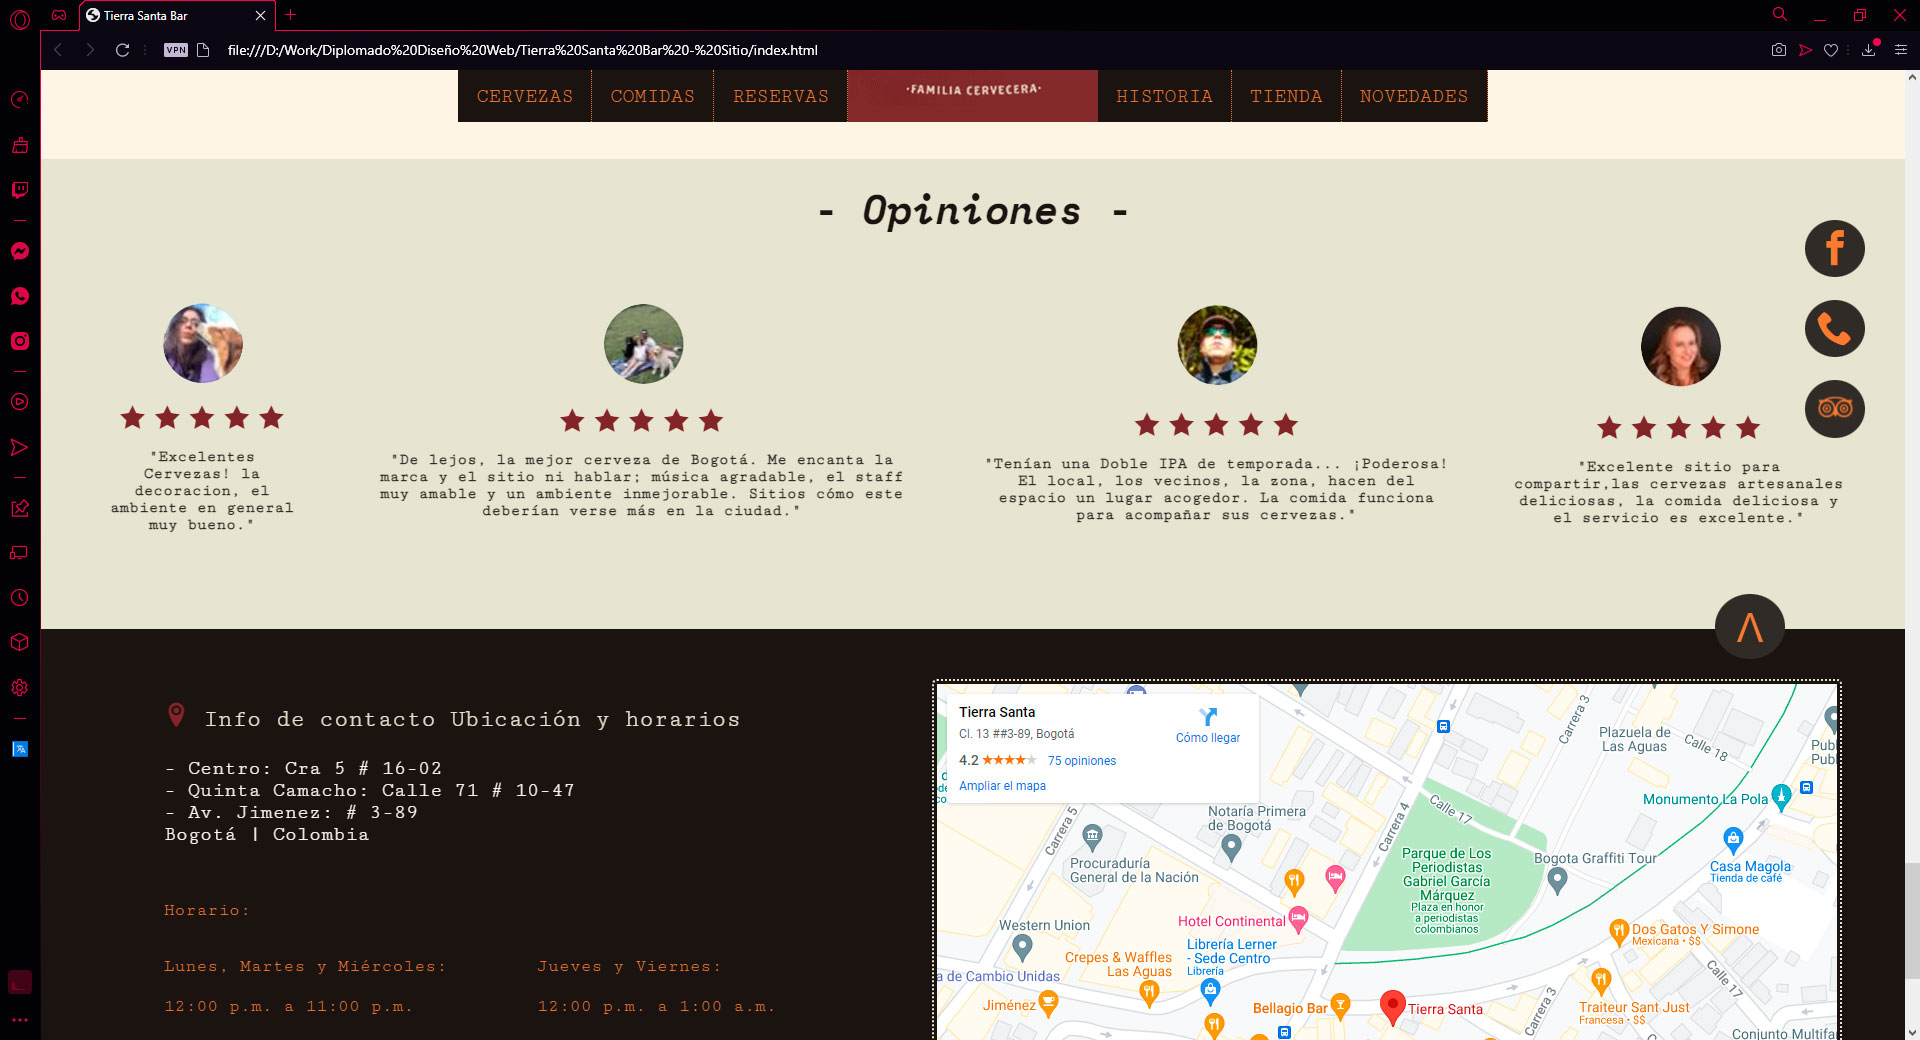 Tierra Santa Bar
VPN
file:///D:/Work/Diplomado%20Diseño%20Web/Tierra%20Santa%20Bar%20-%20Sitio/index.html
CERVEZAS
COMIDAS
RESERVAS
·FAMILIA CERVECERA·
HISTORIA
TIENDA
NOVEDADES
- Opiniones -
"Excelentes
Cervezas! la
decoracion, el
ambiente en general
muy bueno."
"De lejos, la mejor cerveza de Bogotá. Me encanta la
marca y el sitio ni hablar; música agradable, el staff
muy amable y un ambiente inmejorable. Sitios cómo este
deberían verse más en la ciudad."
"Tenían una Doble IPA de temporada... ¡Poderosa!
El local, los vecinos, la zona, hacen del
espacio un lugar acogedor. La comida funciona
para acompañar sus cervezas."
"Excelente sitio para
compartir,las cervezas artesanales
deliciosas, la comida deliciosa y
el servicio es excelente."
Info de contacto Ubicación y horarios
- Centro: Cra 5 # 16-02
- Quinta Camacho: Calle 71 # 10-47
- Av. Jimenez: # 3-89
Bogotá | Colombia
Horario:
Lunes, Martes y Miércoles:
12:00 p.m. a 11:00 p.m.
Jueves y Viernes:
12:00 p.m. a 1:00 a.m.
Tierra Santa
Cl. 13 ##3-89, Bogotá
4.2
75 opiniones
Ampliar el mapa
Cómo llegar
Carrera 3
Plazuela de
Las Aguas
Calle 18
Publ
Publ
Carrera 5
Notaría Primera
de Bogotá
Carrera 4
Calle 17
Monumento La Pola
Procuraduría
General de la Nación
Parque de Los
Periodistas
Gabriel García
Márquez
Plaza en honor
a periodistas
colombianos
Bogota Graffiti Tour
Casa Magola
Tienda de café
Western Union
Hotel Continental
Dos Gatos Y Simone
Mexicana • $$
Crepes & Waffles
Las Aguas
Librería Lerner
- Sede Centro
Librería
a de Cambio Unidas
Calle 17
Jiménez
Bellagio Bar
Tierra Santa
Carrera 3
Traiteur Sant Just
Francesa • $$
Conjunto Multifar